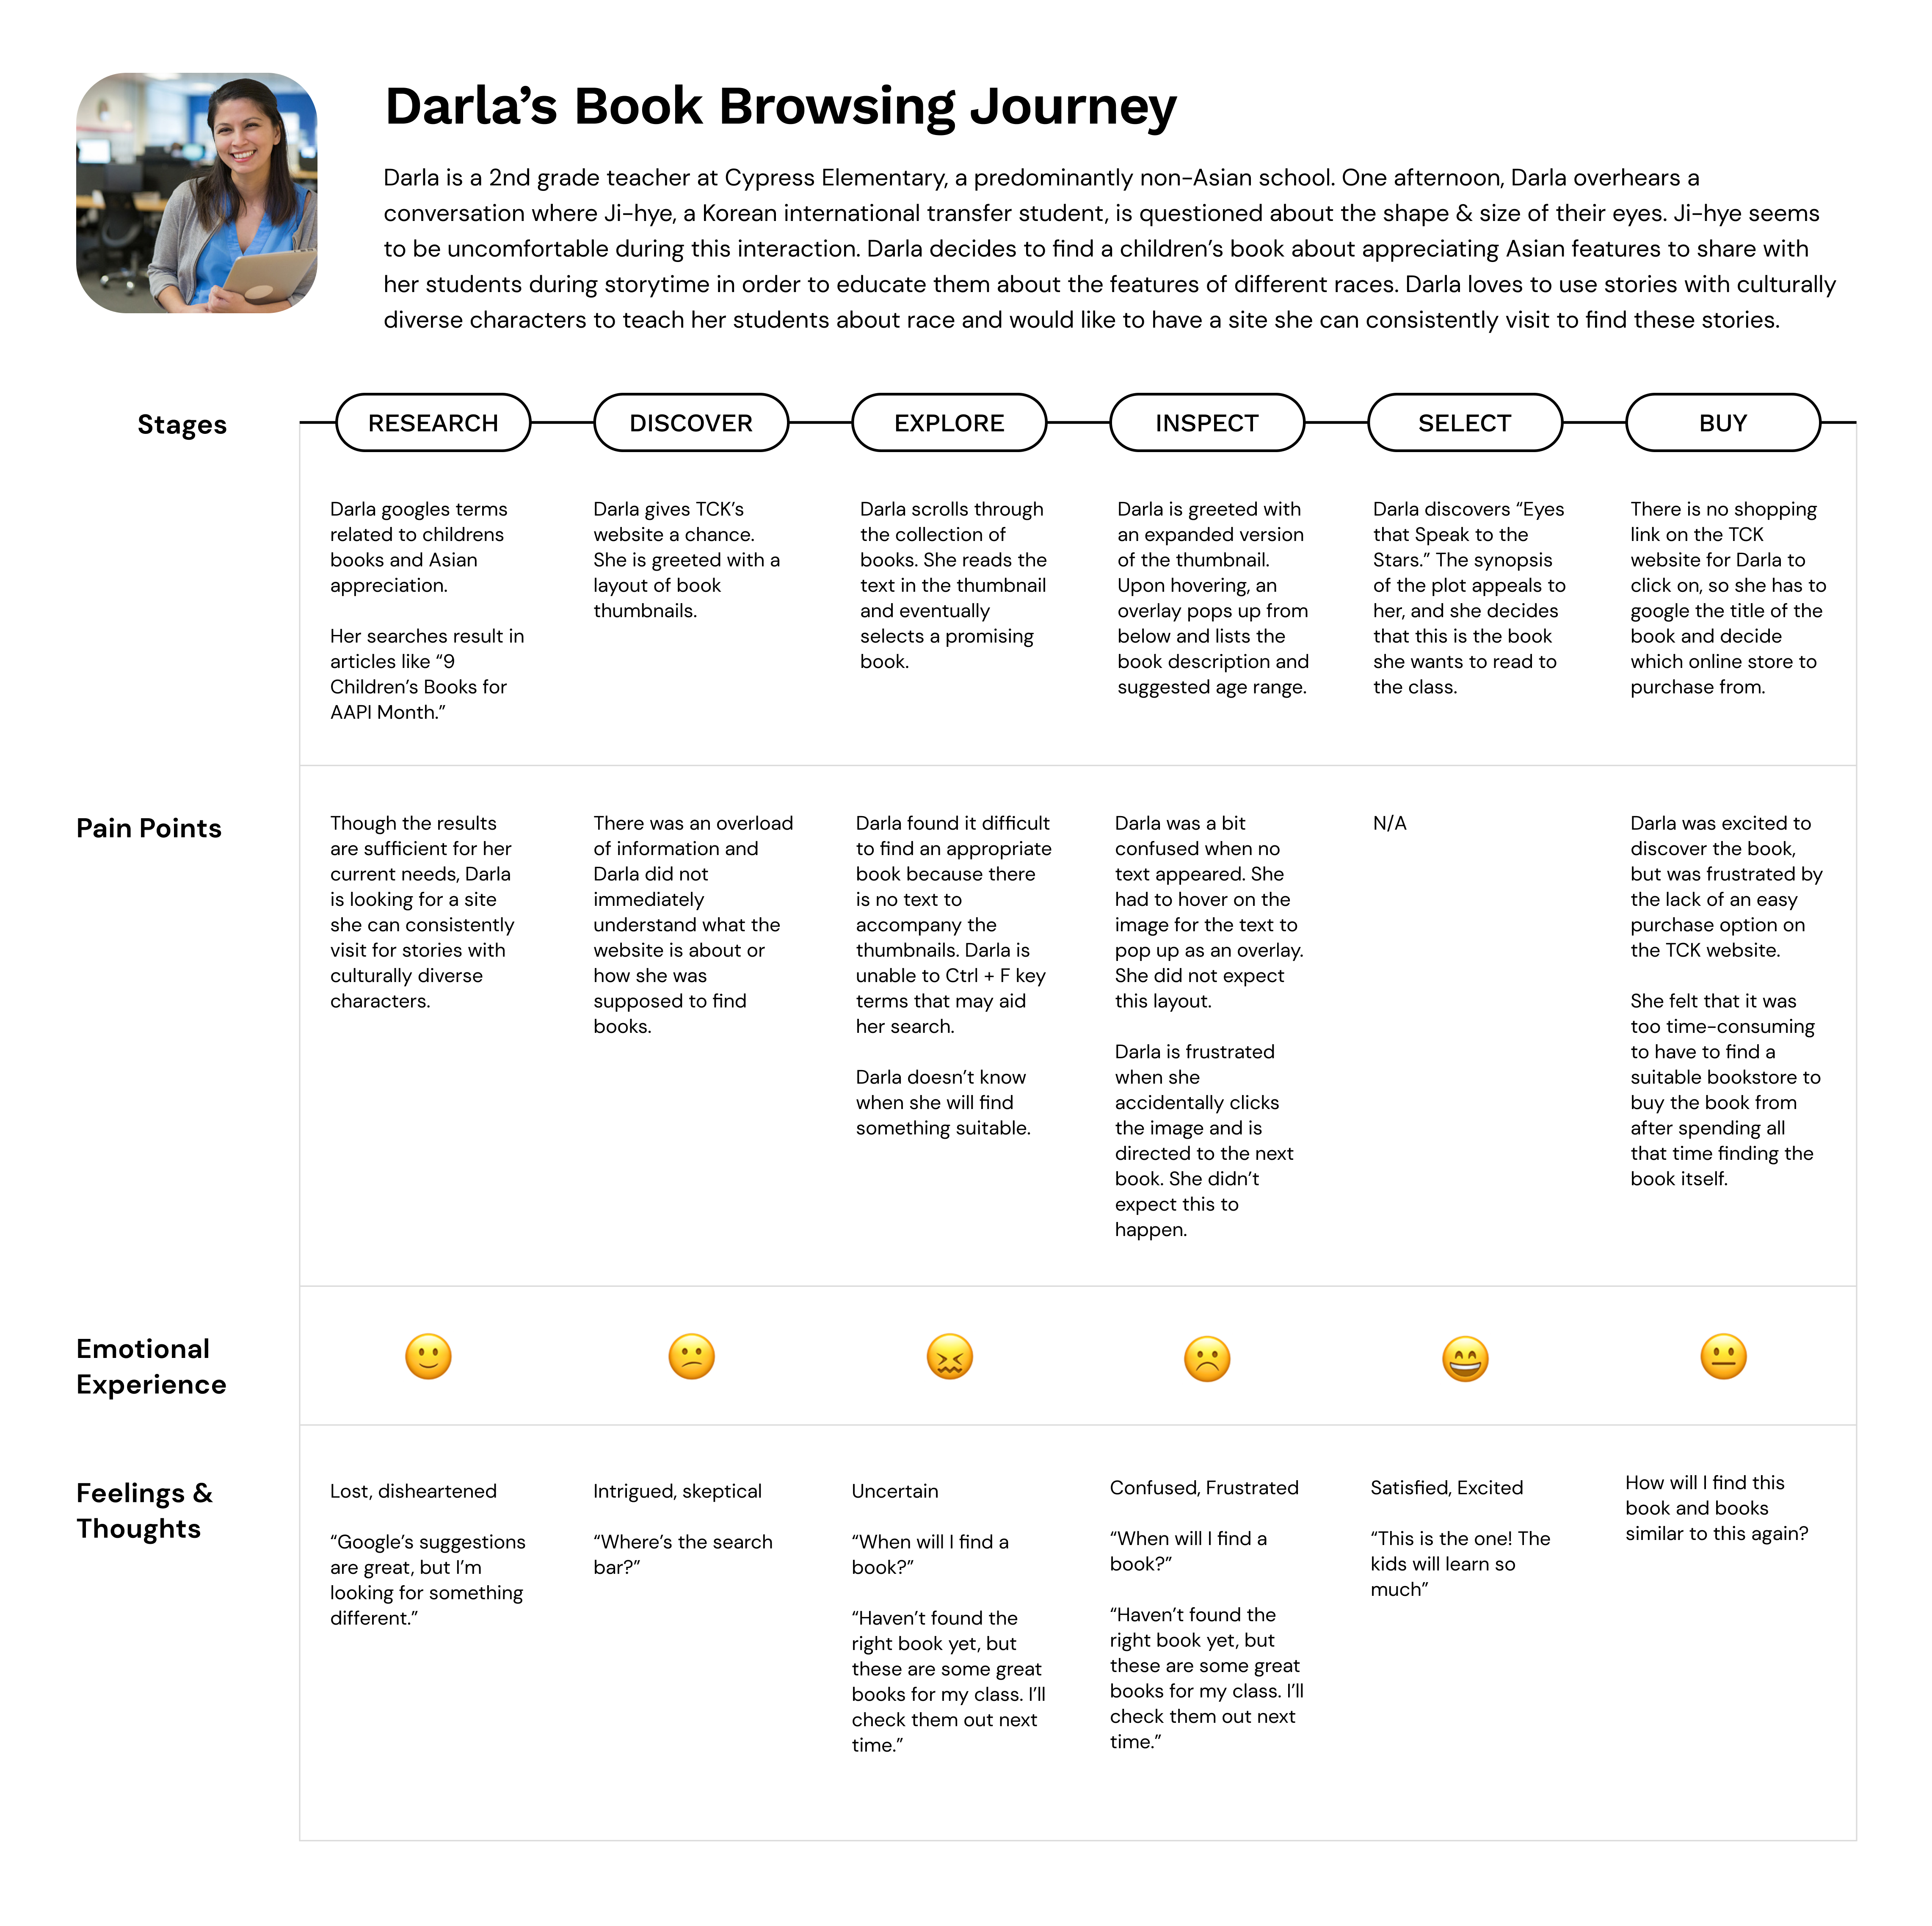 Darla’s Book Browsing Journey
Darla is a 2nd grade teacher at Cypress Elementary, a predominantly non-Asian school. One afternoon, Darla overhears a
conversation where Ji-hye, a Korean international transfer student, is questioned about the shape & size of their eyes. Ji-hye seems
to be uncomfortable during this interaction. Darla decides to find a children’s book about appreciating Asian features to share with
her students during storytime in order to educate them about the features of different races. Darla loves to use stories with culturally
diverse characters to teach her students about race and would like to have a site she can consistently visit to find these stories.
Stages
RESEARCH
DISCOVER
EXPLORE
INSPECT
SELECT
BUY
Darla googles terms
related to childrens
books and Asian
appreciation.
Her searches result in
articles like “9
Children’s Books for
AAPI Month.”
Darla gives TCK’s
website a chance.
She is greeted with a
layout of book
thumbnails.
Darla scrolls through
the collection of
books. She reads the
text in the thumbnail
and eventually
selects a promising
book.
Darla is greeted with
an expanded version
of the thumbnail.
Upon hovering, an
overlay pops up from
below and lists the
book description and
suggested age range.
Darla discovers “Eyes
that Speak to the
Stars.” The synopsis
of the plot appeals to
her, and she decides
that this is the book
she wants to read to
the class.
There is no shopping
link on the TCK
website for Darla to
click on, so she has to
google the title of the
book and decide
which online store to
purchase from.
Pain Points
Though the results
are sufficient for her
current needs, Darla
is looking for a site
she can consistently
visit for stories with
culturally diverse
characters.
There was an overload
of information and
Darla did not
immediately
understand what the
website is about or
how she was
supposed to find
books.
Darla found it difficult
to find an appropriate
book because there
is no text to
accompany the
thumbnails. Darla is
unable to Ctrl + F key
terms that may aid
her search.
Darla doesn’t know
when she will find
something suitable.
Darla was a bit
confused when no
text appeared. She
had to hover on the
image for the text to
pop up as an overlay.
She did not expect
this layout.
Darla is frustrated
when she
accidentally clicks
the image and is
directed to the next
book. She didn’t
expect this to
happen.
N/A
Darla was excited to
discover the book,
but was frustrated by
the lack of an easy
purchase option on
the TCK website.
She felt that it was
too time-consuming
to have to find a
suitable bookstore to
buy the book from
after spending all
that time finding the
book itself.
Emotional
Experience
Feelings &
Thoughts
Lost, disheartened
“Google’s suggestions
are great, but I’m
looking for something
different.”
Intrigued, skeptical
“Where’s the search
bar?”
Uncertain
“When will I find a
book?”
“Haven’t found the
right book yet, but
these are some great
books for my class. I’ll
check them out next
time.”
Confused, Frustrated
“When will I find a
book?”
“Haven’t found the
right book yet, but
these are some great
books for my class. I’ll
check them out next
time.”
Satisfied, Excited
“This is the one! The
kids will learn so
much”
How will I find this
book and books
similar to this again?